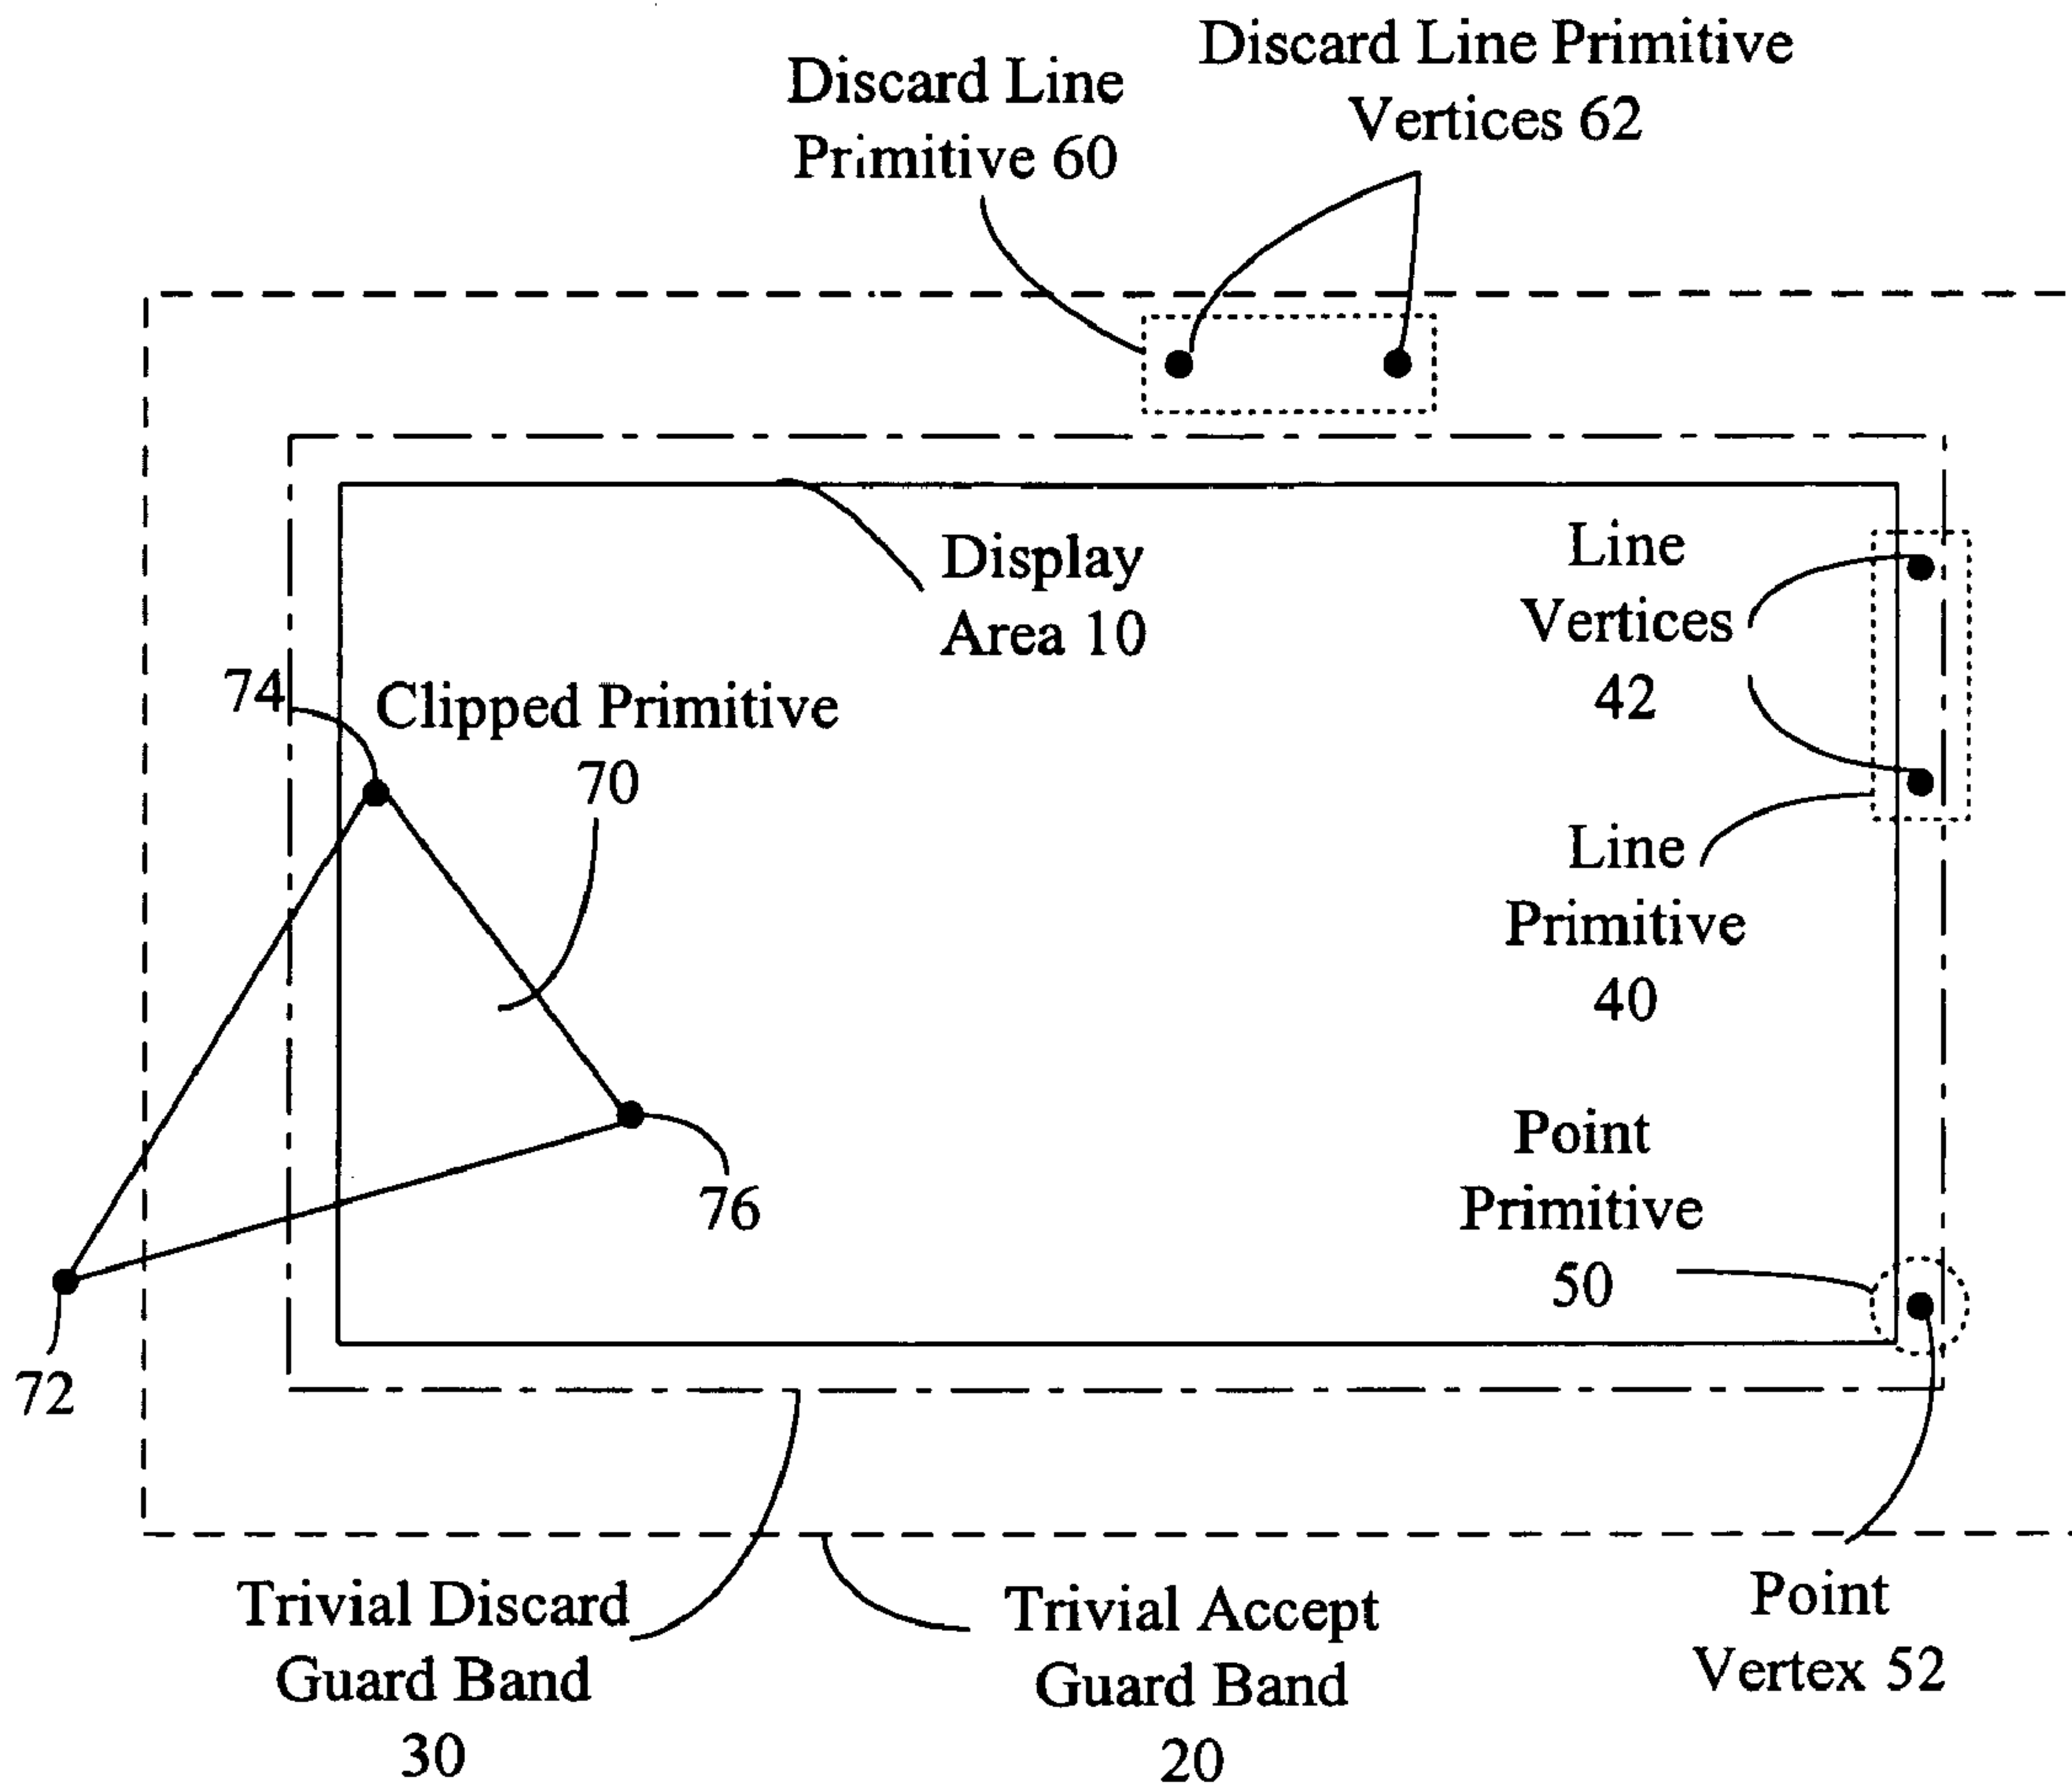 Discard Line
Primitive 60
Discard Line Primitive
Vertices 62
Display
Area 10
Line
Vertices
42
74
Clipped Primitive
70
Line
Primitive
40
Point
Primitive
50
76
72
Trivial Discard
Guard Band
30
Trivial Accept
Guard Band
20
Point
Vertex 52